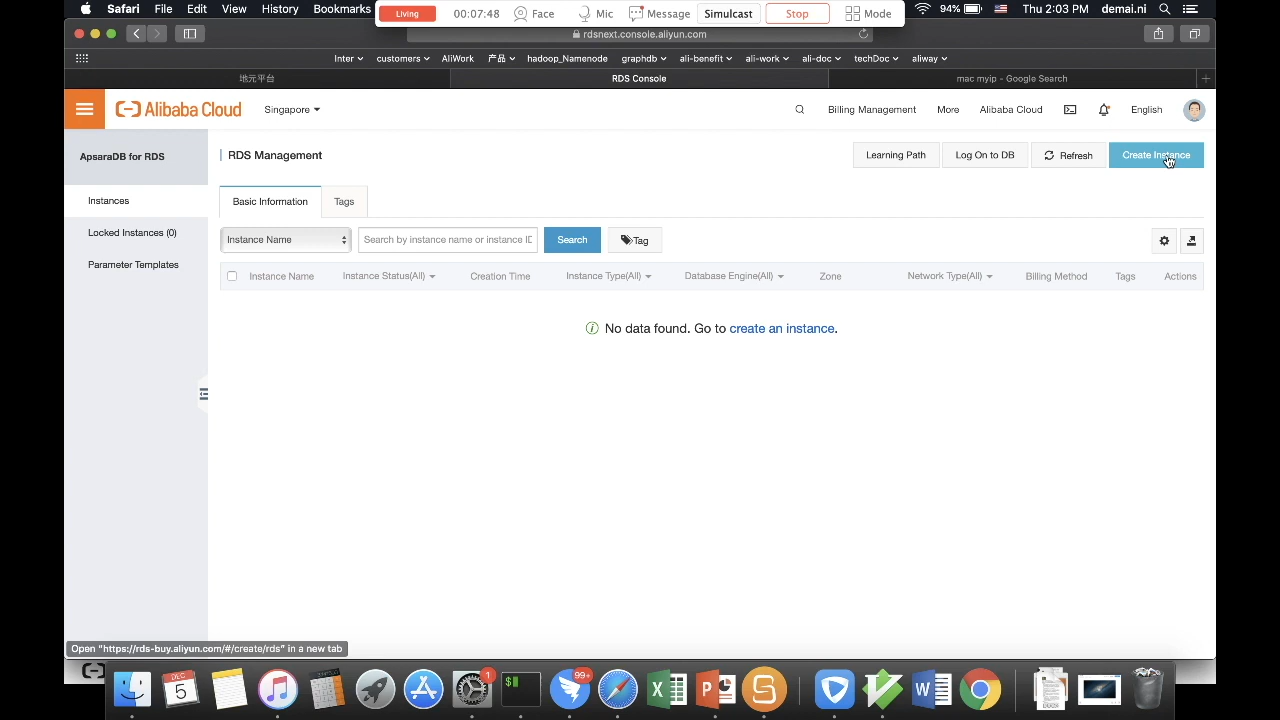 Safari File Edit View History Bookmarks
Living 00:07:48 Face Mic Message Simulcast Stop Mode
94% Thu 2:03 PM demai.ni
rdsnext.console.aliyun.com
Inter customers AliWork 产品 hadoop_Namenode graphdb ali-benefit ali-work ali-doc techDoc aliway
地元平台 RDS Console mac myip - Google Search
Alibaba Cloud Singapore Billing Management More Alibaba Cloud English
ApsaraDB for RDS
RDS Management Learning Path Log On to DB Refresh Create Instance
Instances
Basic Information Tags
Locked Instances (0)
Instance Name Search by instance name or instance ID Search Tag
Parameter Templates
Instance Name Instance Status(All) Creation Time Instance Type(All) Database Engine(All) Zone Network Type(All) Billing Method Tags Actions
No data found. Go to create an instance.
Open "https://rds-buy.aliyun.com/#/create/rds" in a new tab
DEC
5
1
99+